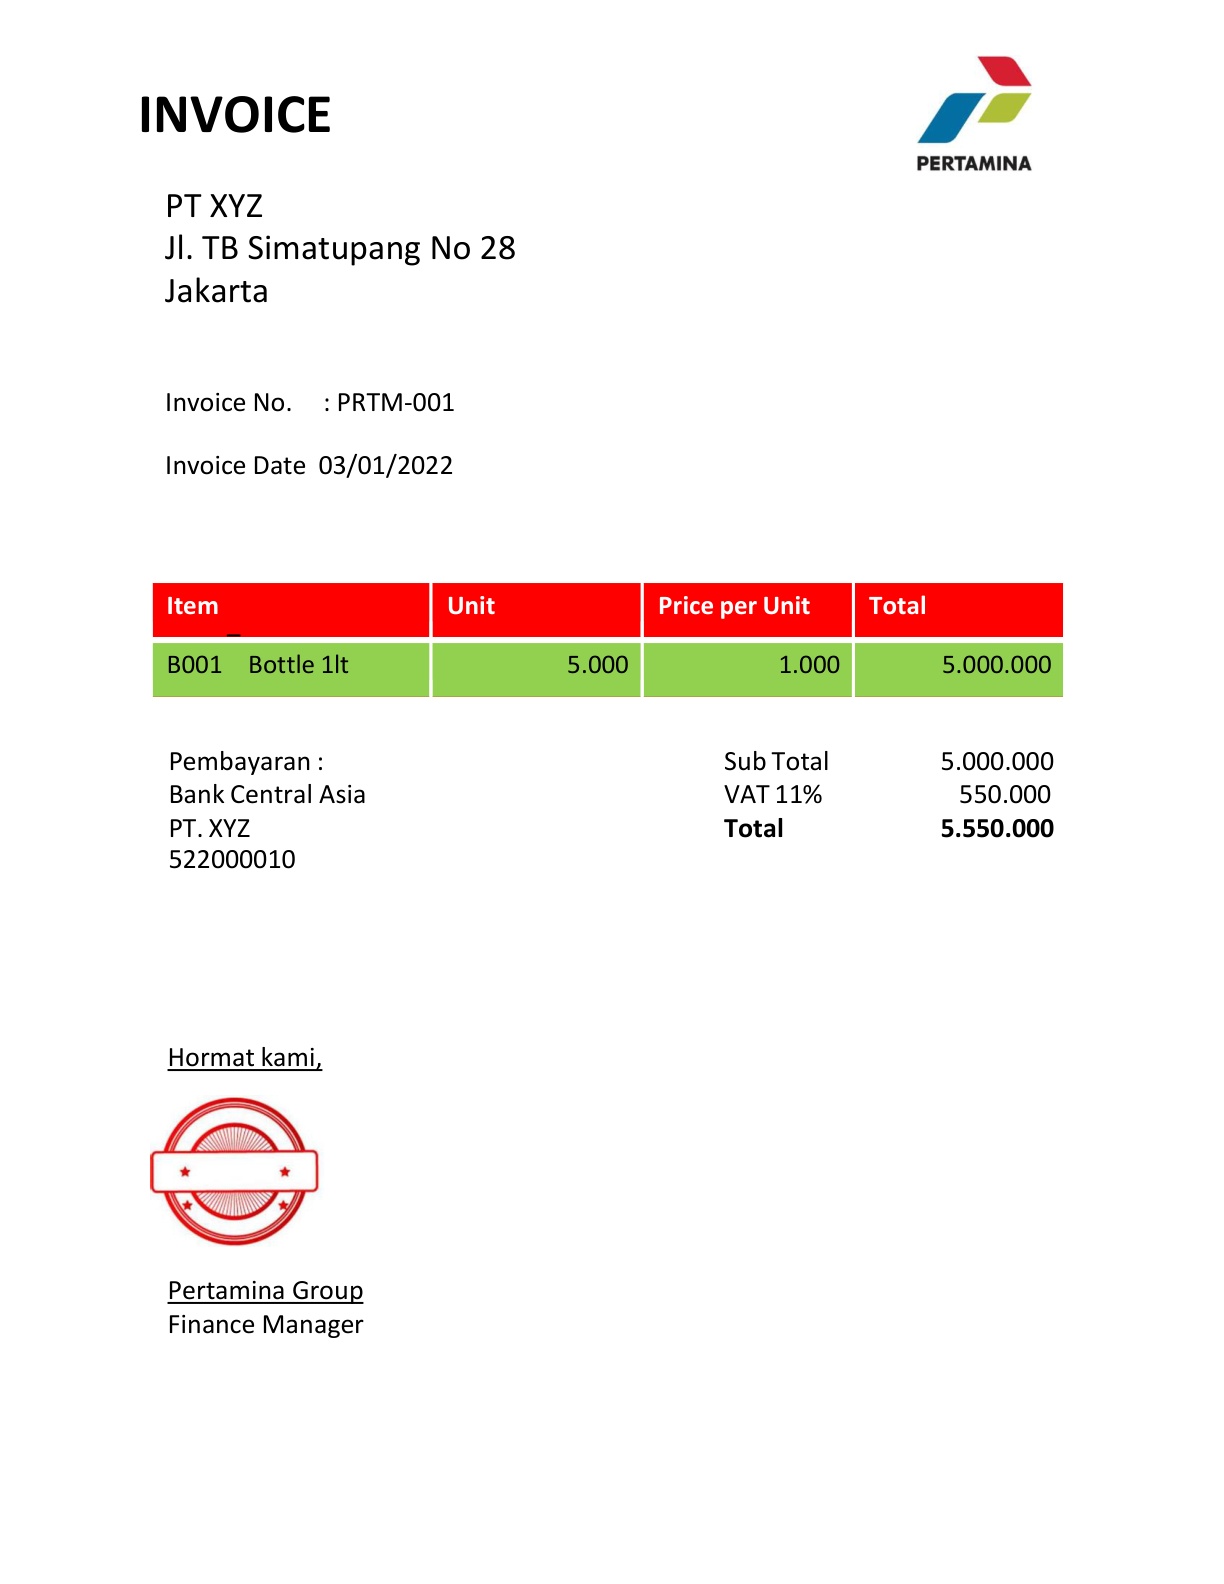 INVOICE
PERTAMINA
PT XYZ
Jl. TB Simatupang No 28
Jakarta
Invoice No. : PRTM-001
Invoice Date 03/01/2022
Item Unit Price per Unit Total
B001 Bottle 1lt 5.000 1.000 5.000.000
Pembayaran : Sub Total 5.000.000
Bank Central Asia VAT 11% 550.000
PT. XYZ Total 5.550.000
522000010
Hormat kami,
Pertamina Group
Finance Manager